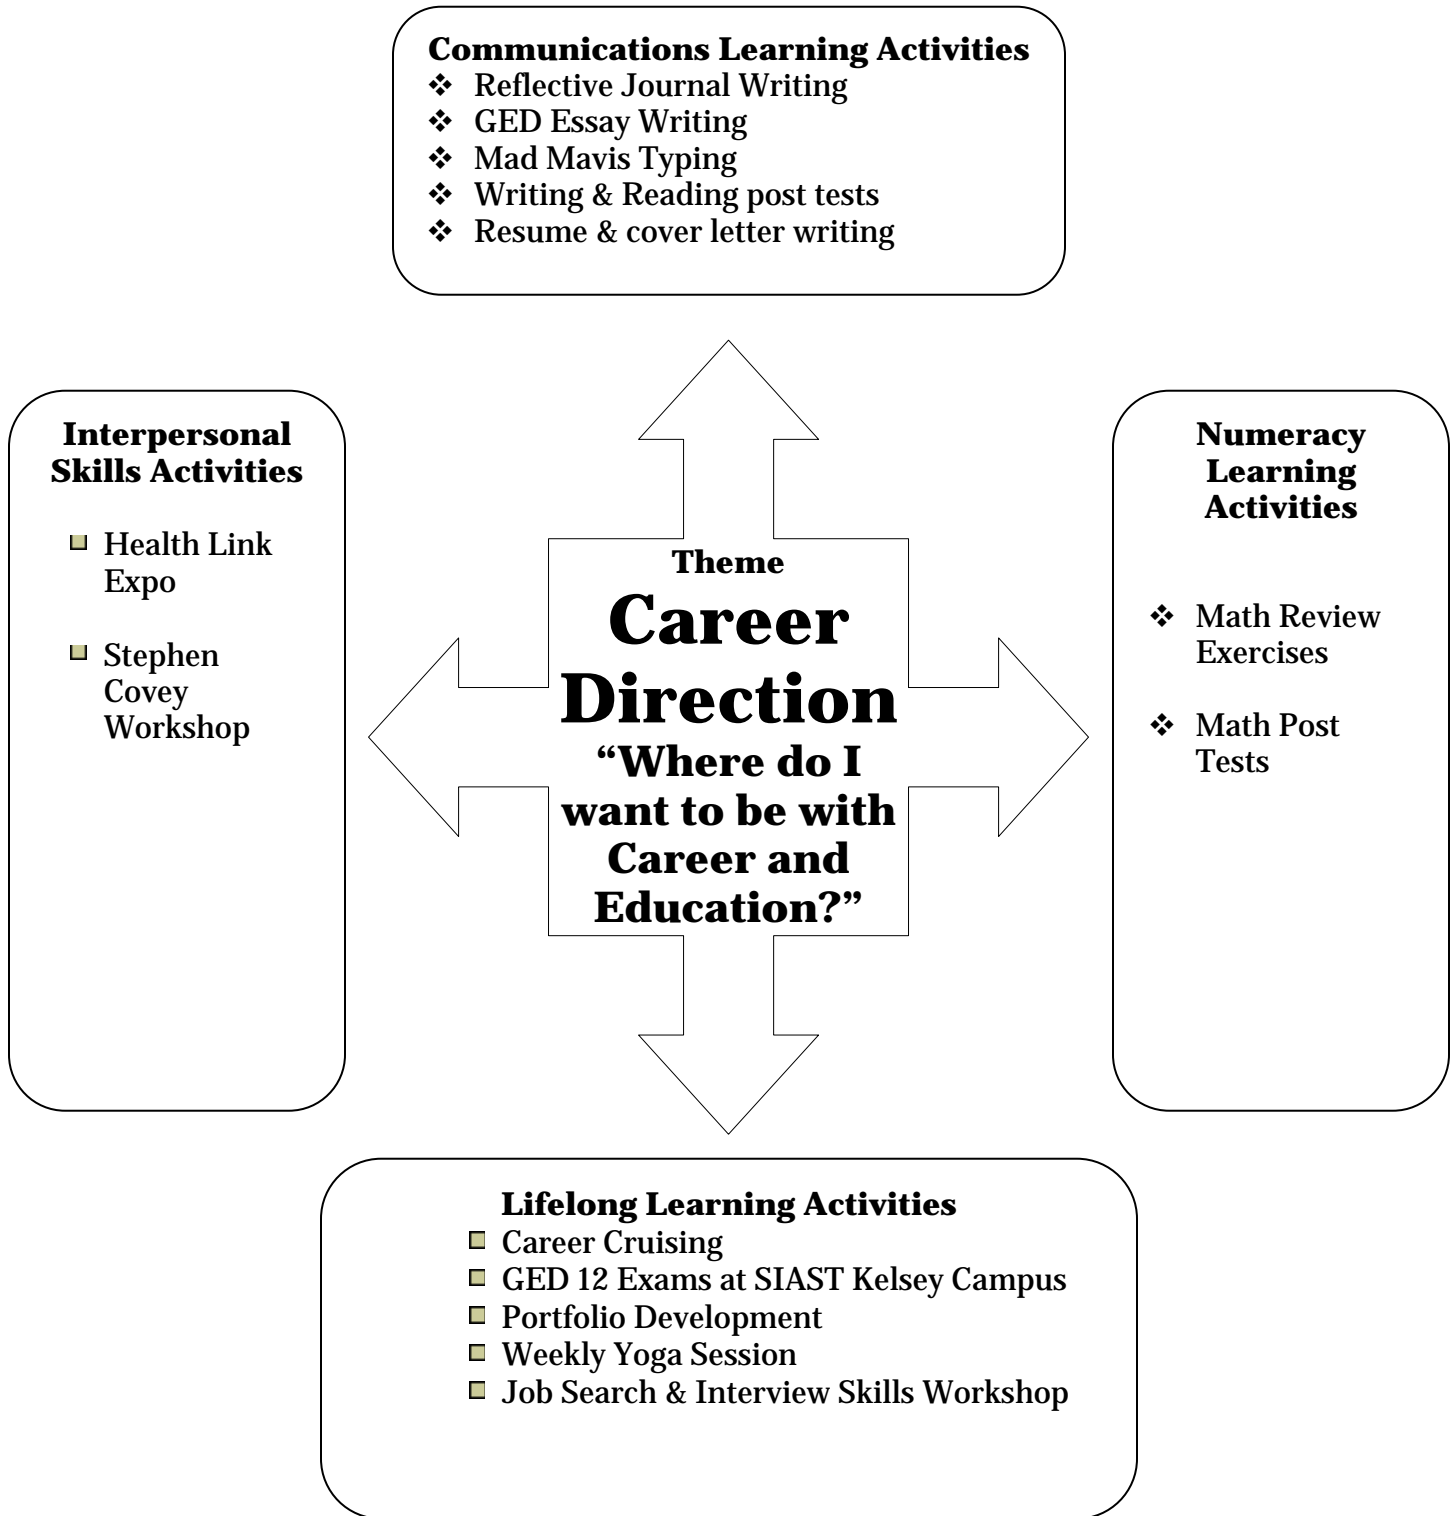 Communications Learning Activities
❖ Reflective Journal Writing
❖ GED Essay Writing
❖ Mad Mavis Typing
❖ Writing & Reading post tests
❖ Resume & cover letter writing
Interpersonal
Skills Activities
Health Link
Expo
Stephen
Covey
Workshop
Theme
Career
Direction
“Where do I
want to be with
Career and
Education?”
Numeracy
Learning
Activities
❖ Math Review
Exercises
❖ Math Post
Tests
Lifelong Learning Activities
Career Cruising
GED 12 Exams at SIAST Kelsey Campus
Portfolio Development
Weekly Yoga Session
Job Search & Interview Skills Workshop